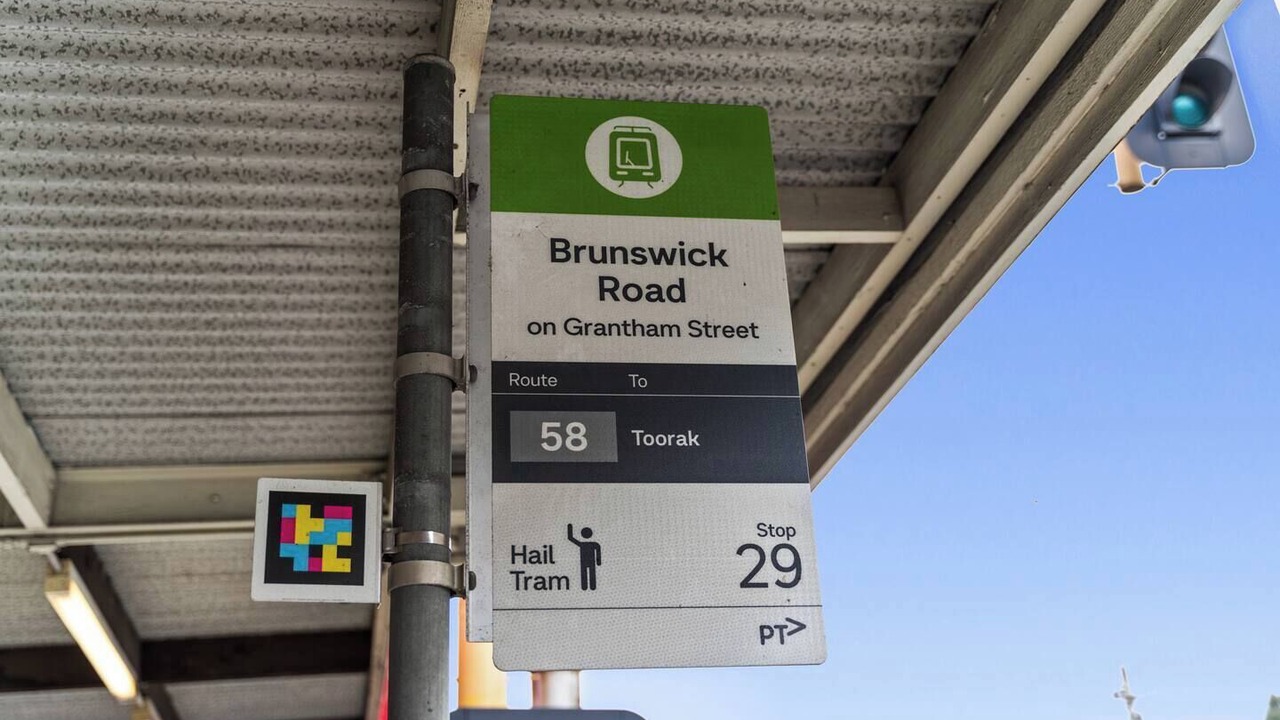 Brunswick
Road
on Grantham Street
Route To
58 Toorak
Hail
Tram
Stop
29
PT>